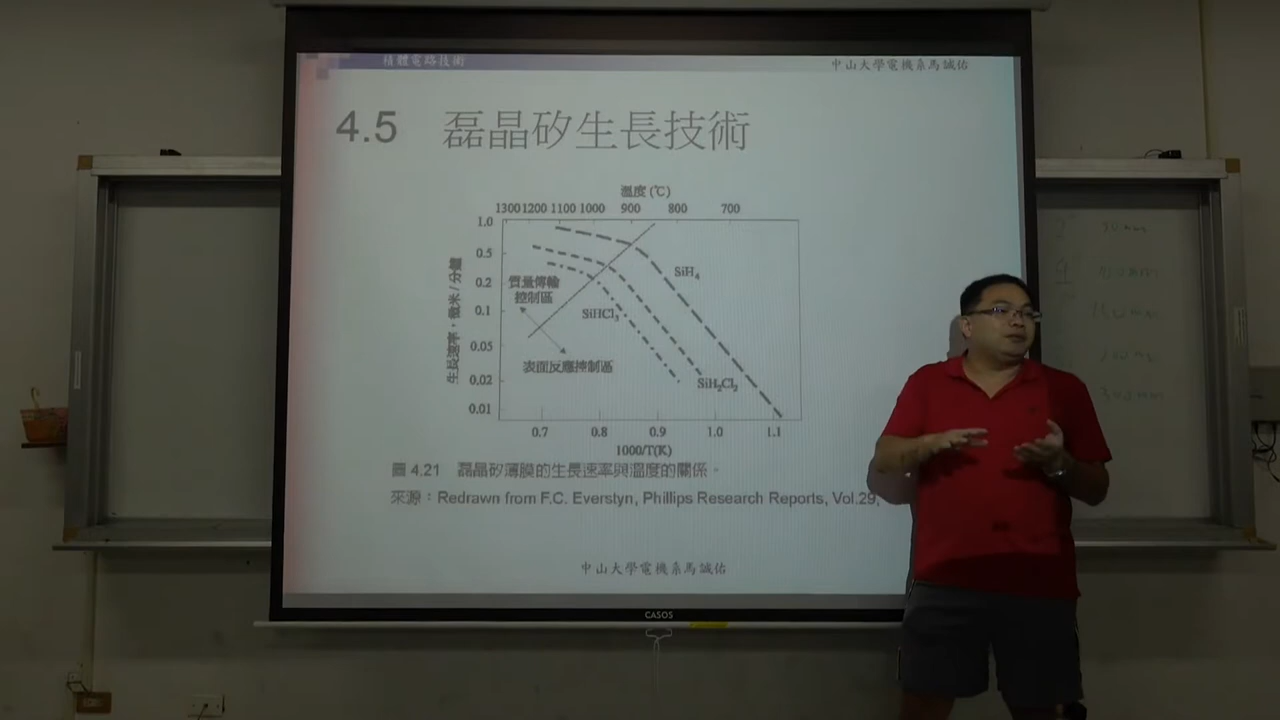 積體電路技術
中山大學電機系馬誠佑
4.5 磊晶矽生長技術
溫度 (℃)
1300 1200 1100 1000 900 800 700
1.0
0.5
0.2
0.1
0.05
0.02
0.01
生長速率,微米/分鐘
SiH4
質量傳輸
控制區
SiHCl3
表面反應控制區
SiH2Cl2
0.7 0.8 0.9 1.0 1.1
1000/T(K)
圖 4.21 磊晶矽薄膜的生長速率與溫度的關係。
來源:Redrawn from F.C. Everstyn, Phillips Research Reports, Vol.29,
中山大學電機系馬誠佑
CASOS